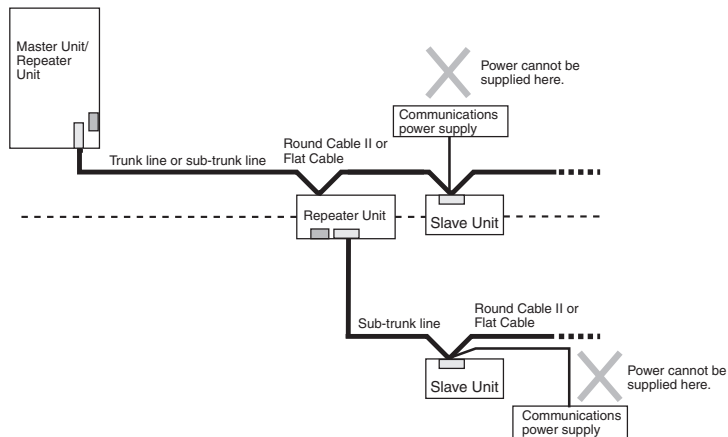 Master Unit/
Repeater
Unit
Power cannot be
supplied here.
Communications
power supply
Round Cable II or
Flat Cable
Trunk line or sub-trunk line
Repeater Unit
Slave Unit
Sub-trunk line
Round Cable II or
Flat Cable
Slave Unit
Power cannot be
supplied here.
Communications
power supply